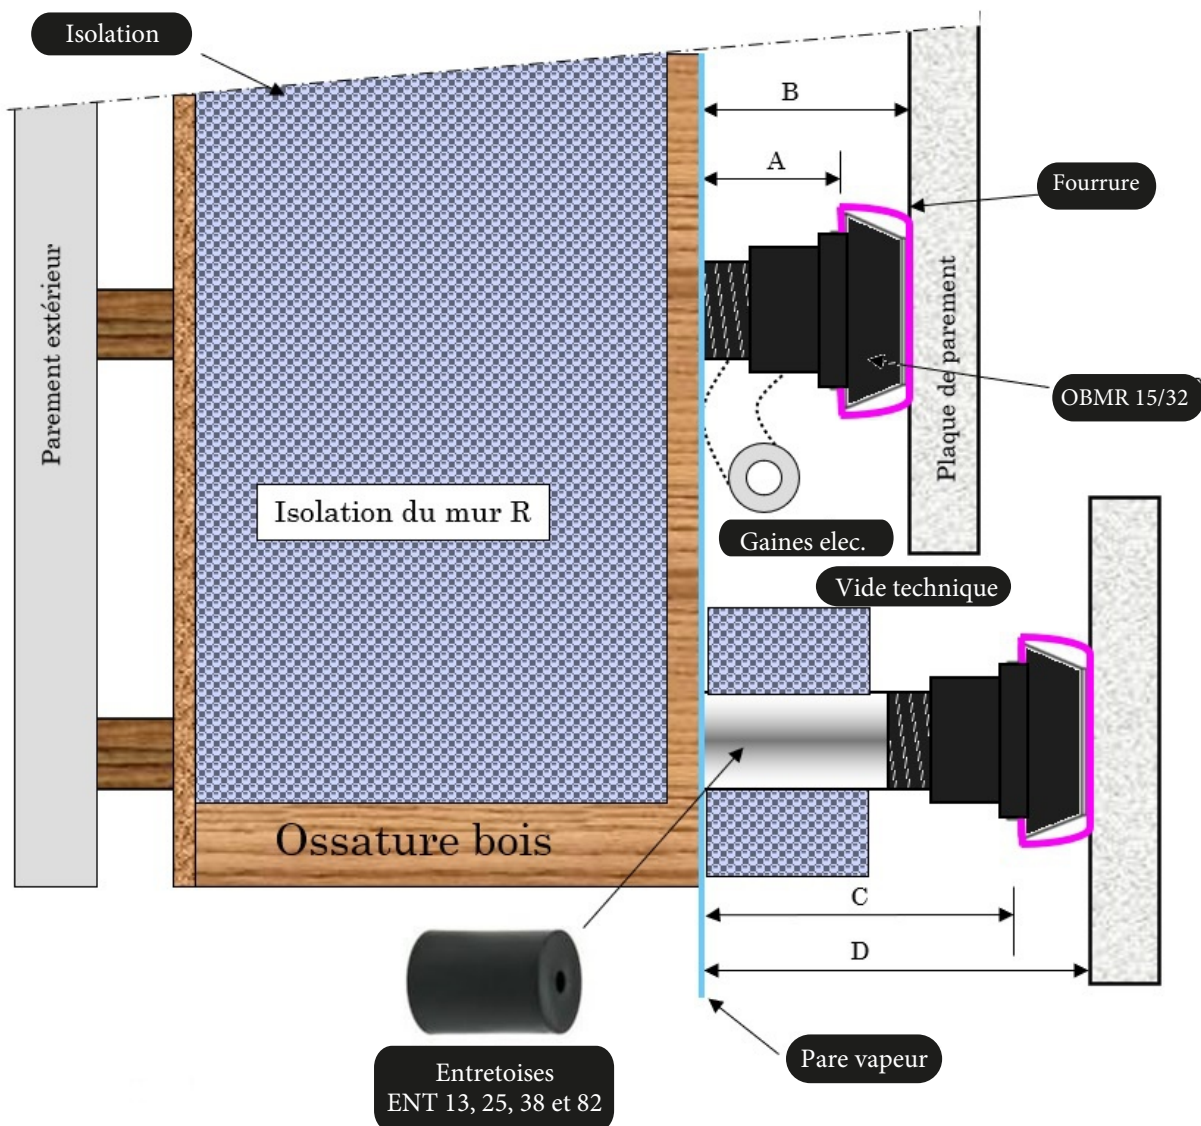 Isolation
B
A
Fourrure
Parement extérieur
Plaque de parement
OBMR 15/32
Isolation du mur R
Gaines elec.
Vide technique
Ossature bois
C
D
Pare vapeur
Entretoises
ENT 13, 25, 38 et 82